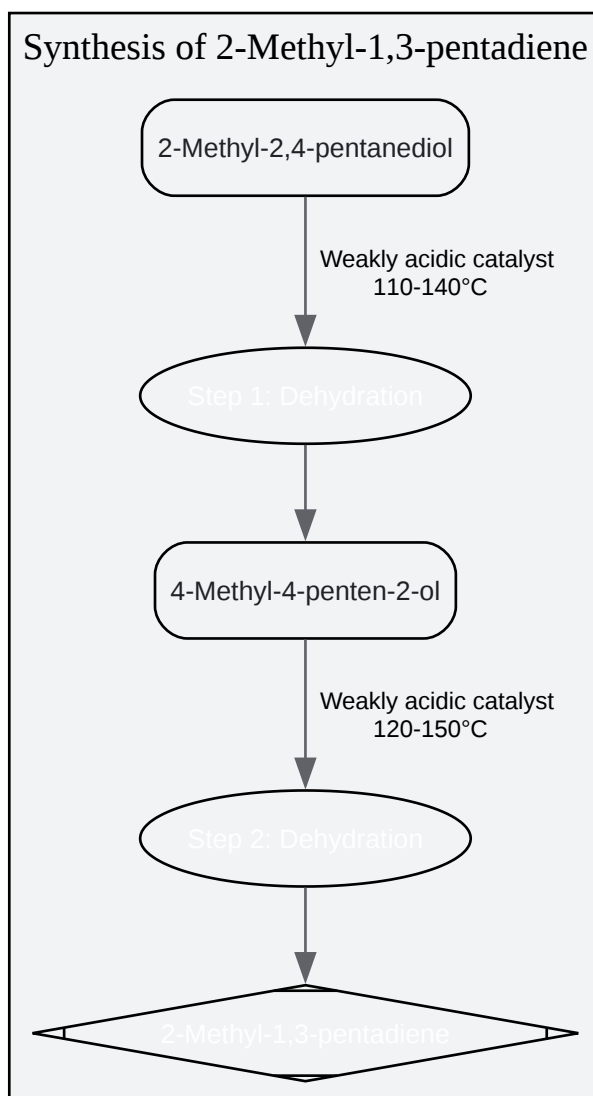 Synthesis of 2-Methyl-1,3-pentadiene
2-Methyl-2,4-pentanediol
Weakly acidic catalyst
110-140°C
Step 1: Dehydration
4-Methyl-4-penten-2-ol
Weakly acidic catalyst
120-150°C
Step 2: Dehydration
2-Methyl-1,3-pentadiene